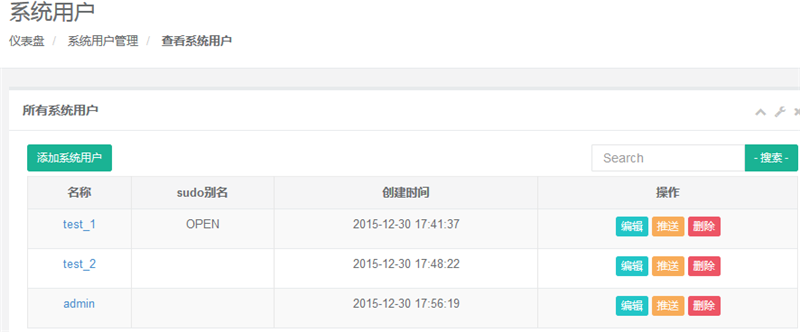 系统用户
仪表盘 / 系统用户管理 / 查看系统用户
所有系统用户
添加系统用户 Search - 搜索 -
名称 sudo别名 创建时间 操作
test_1 OPEN 2015-12-30 17:41:37 编辑 推送 删除
test_2 2015-12-30 17:48:22 编辑 推送 删除
admin 2015-12-30 17:56:19 编辑 推送 删除